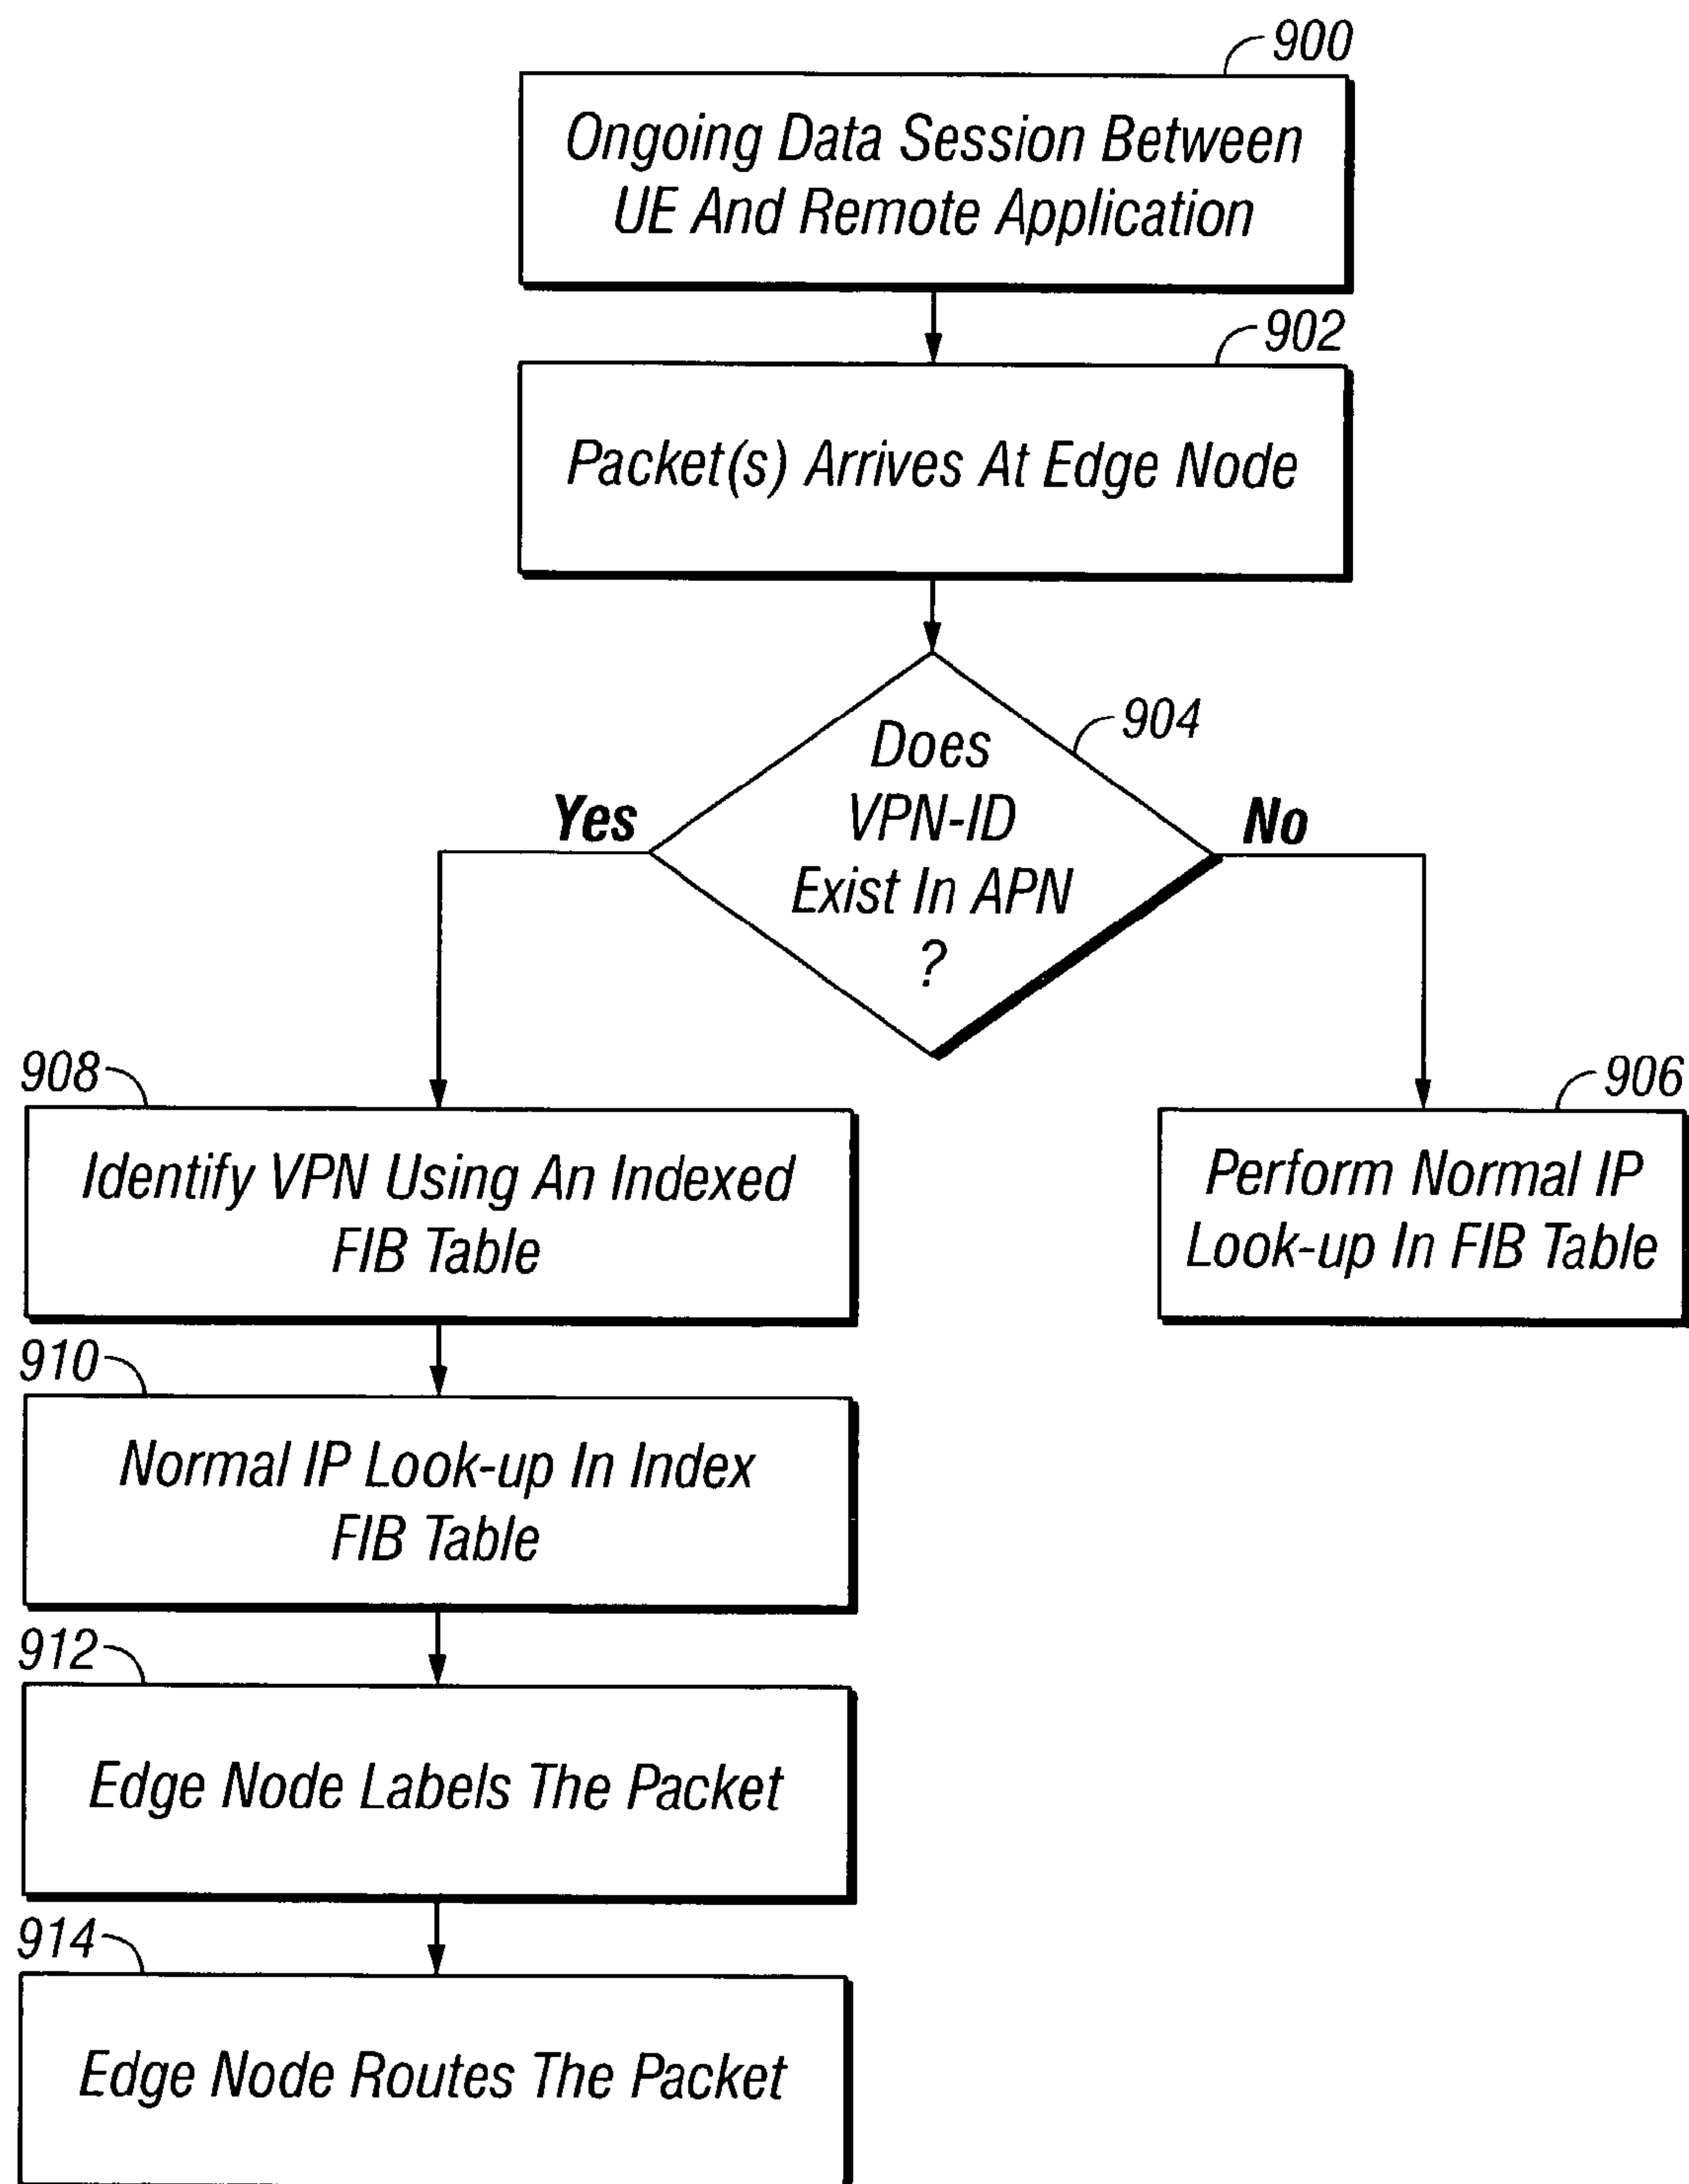 900
Ongoing Data Session Between
UE And Remote Application
902
Packet(s) Arrives At Edge Node
904
Does
VPN-ID
Exist In APN
?
Yes
No
908
Identify VPN Using An Indexed
FIB Table
906
Perform Normal IP
Look-up In FIB Table
910
Normal IP Look-up In Index
FIB Table
912
Edge Node Labels The Packet
914
Edge Node Routes The Packet